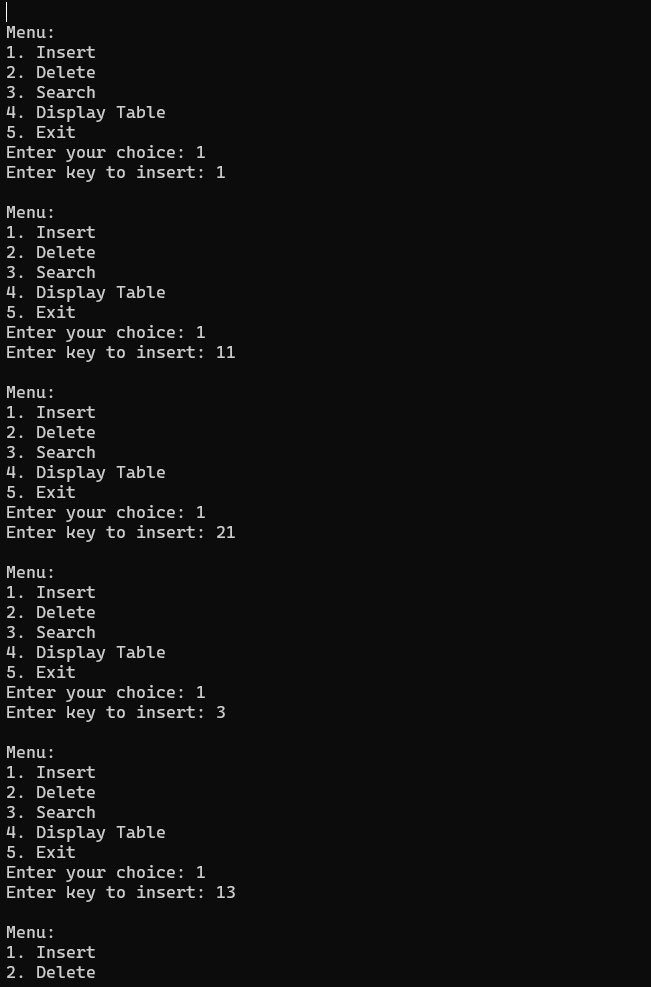 Menu:
1. Insert
2. Delete
3. Search
4. Display Table
5. Exit
Enter your choice: 1
Enter key to insert: 1

Menu:
1. Insert
2. Delete
3. Search
4. Display Table
5. Exit
Enter your choice: 1
Enter key to insert: 11

Menu:
1. Insert
2. Delete
3. Search
4. Display Table
5. Exit
Enter your choice: 1
Enter key to insert: 21

Menu:
1. Insert
2. Delete
3. Search
4. Display Table
5. Exit
Enter your choice: 1
Enter key to insert: 3

Menu:
1. Insert
2. Delete
3. Search
4. Display Table
5. Exit
Enter your choice: 1
Enter key to insert: 13

Menu:
1. Insert
2. Delete